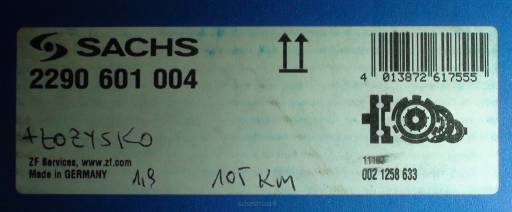 SACHS
2290 601 004
4 013872 617555
+ŁOZYSKO
ZF Services, www.zf.com
Made in GERMANY
1,9
105 KM
002 1258 633